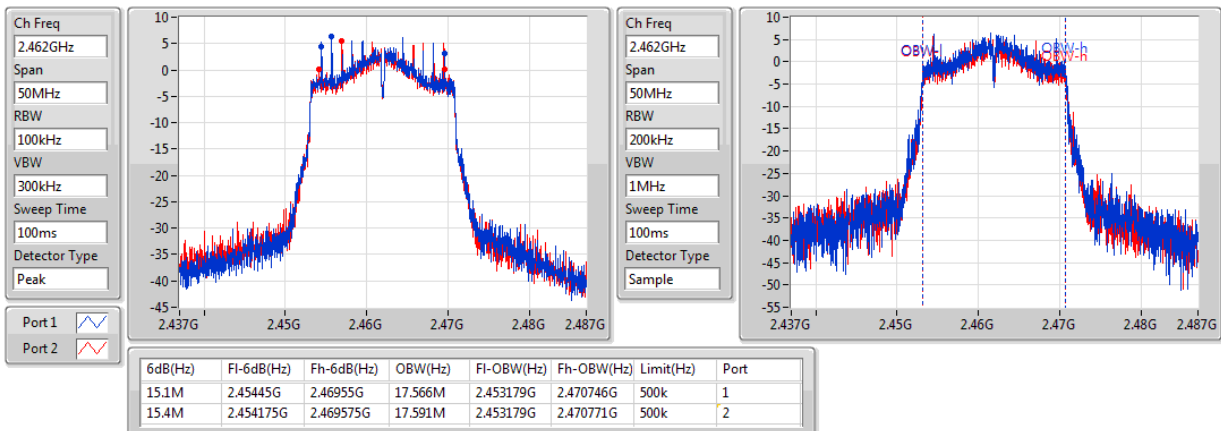 Ch Freq
2.462GHz
Span
50MHz
RBW
100kHz
VBW
300kHz
Sweep Time
100ms
Detector Type
Peak
Port 1
Port 2
10
5
0
-5
-10
-15
-20
-25
-30
-35
-40
-45
2.437G 2.45G 2.46G 2.47G 2.48G 2.487G
Ch Freq
2.462GHz
Span
50MHz
RBW
200kHz
VBW
1MHz
Sweep Time
100ms
Detector Type
Sample
10
5
0
-5
-10
-15
-20
-25
-30
-35
-40
-45
-50
-55
OBW-l
OBW-h
OBW-h
2.437G 2.45G 2.46G 2.47G 2.48G 2.487G
6dB(Hz) Fl-6dB(Hz) Fh-6dB(Hz) OBW(Hz) Fl-OBW(Hz) Fh-OBW(Hz) Limit(Hz) Port
15.1M 2.45445G 2.46955G 17.566M 2.453179G 2.470746G 500k 1
15.4M 2.454175G 2.469575G 17.591M 2.453179G 2.470771G 500k 2